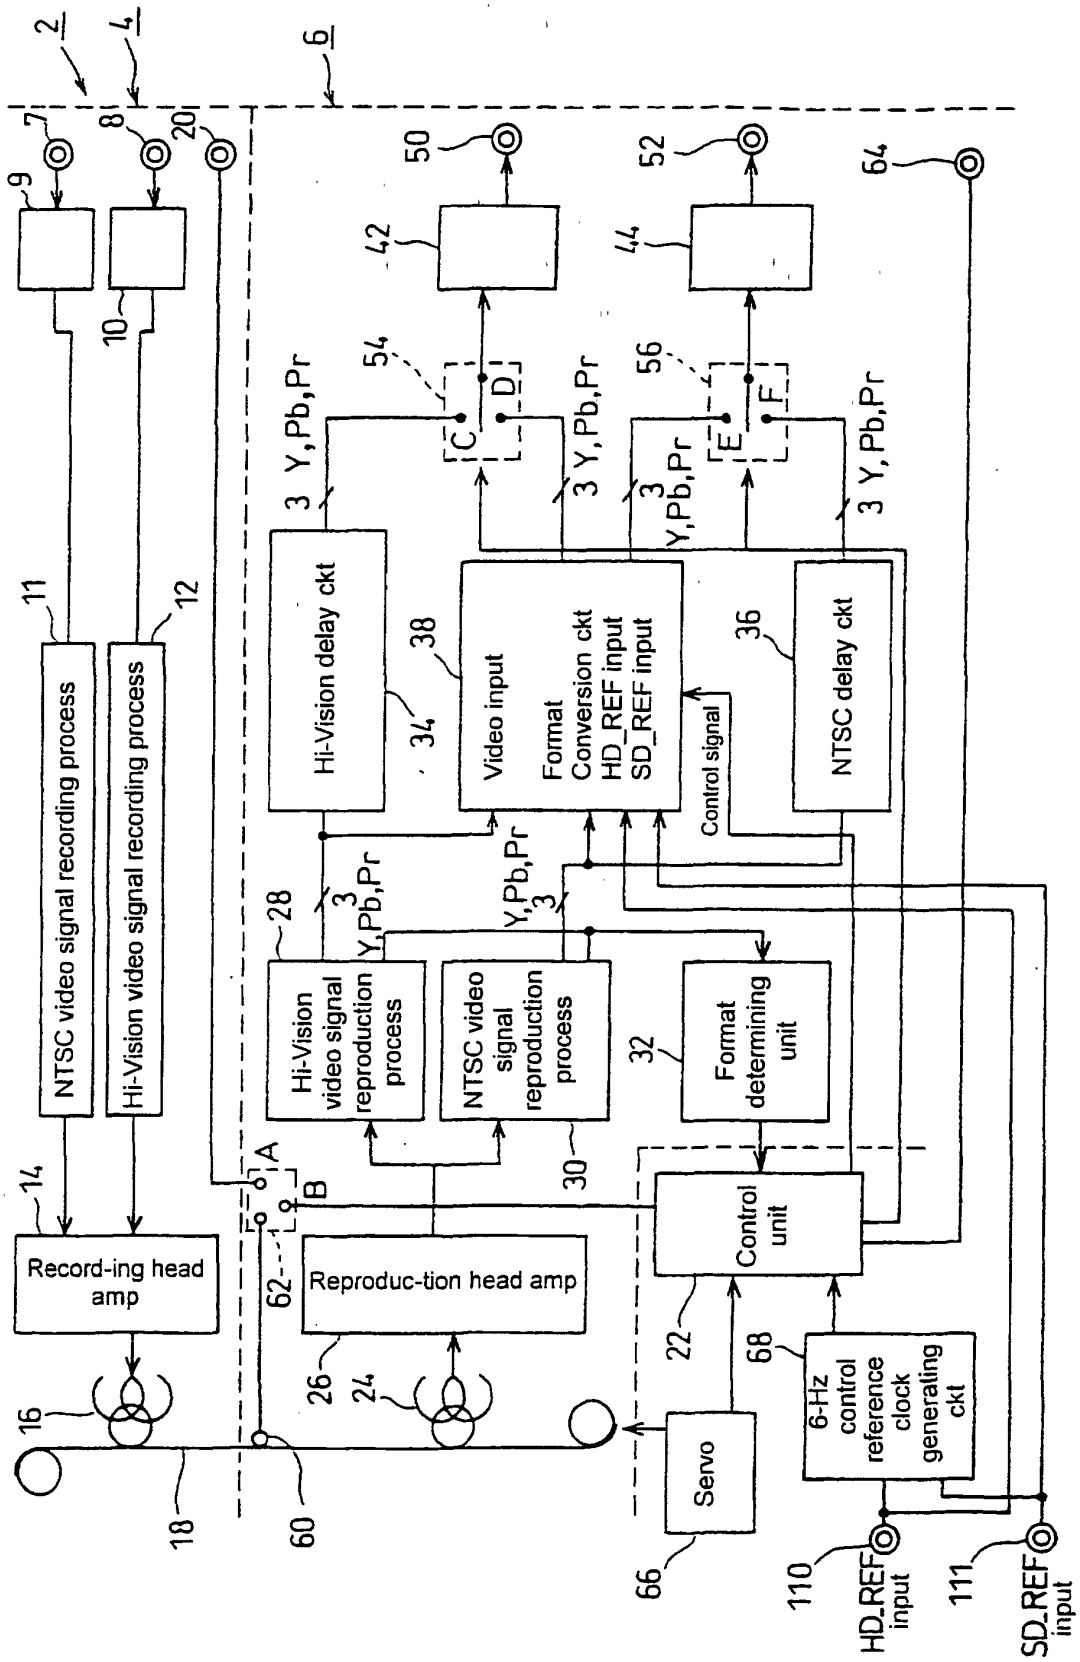 2
4
6
7
8
20
9
10
11
NTSC video signal recording process
12
Hi-Vision video signal recording process
14
Record-ing head
amp
16
18
60
A
B
62
Reproduc-tion head amp
26
24
28
Hi-Vision
video signal
reproduction
process
3
Y,Pb,Pr
NTSC video
signal
reproduction
process
30
Y,Pb,Pr
3
32
Format
determining
unit
34
Hi-Vision delay ckt
3 Y,Pb,Pr
38
Video input
Format
Conversion ckt
HD_REF input
SD_REF input
Control signal
3 Y,Pb,Pr
3
Y,Pb,Pr
36
NTSC delay ckt
3 Y,Pb,Pr
54
C
D
56
E
F
42
44
50
52
64
Control
unit
22
Servo
66
68
6-Hz
control
reference
clock
generating
ckt
110
HD_REF
input
111
SD_REF
input